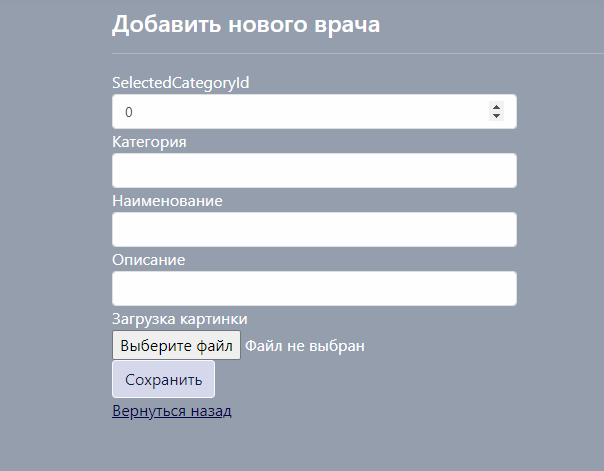 Добавить нового врача
SelectedCategoryId
0
Категория
Наименование
Описание
Загрузка картинки
Выберите файл Файл не выбран
Сохранить
Вернуться назад